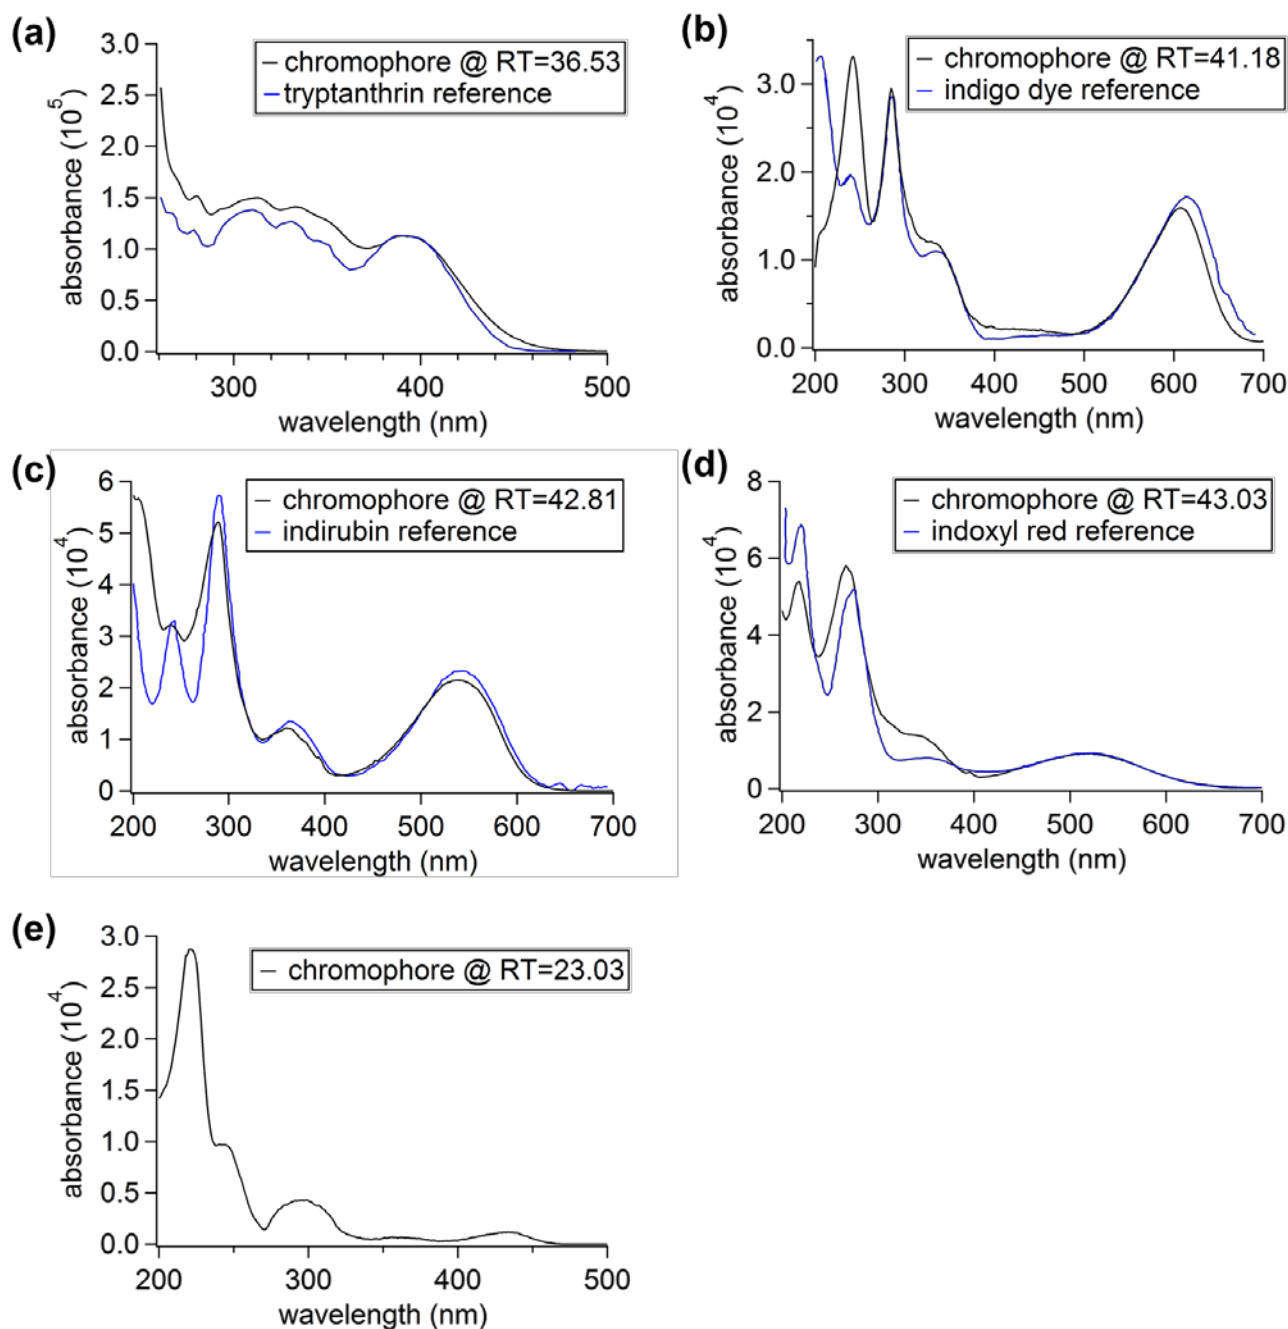 (a)
absorbance (10^5)
3.0
2.5
2.0
1.5
1.0
0.5
0.0
chromophore @ RT=36.53
tryptanthrin reference
300 400 500
wavelength (nm)
(b)
absorbance (10^4)
3.0
2.0
1.0
0.0
chromophore @ RT=41.18
indigo dye reference
200 300 400 500 600 700
wavelength (nm)
(c)
absorbance (10^4)
6
5
4
3
2
1
0
chromophore @ RT=42.81
indirubin reference
200 300 400 500 600 700
wavelength (nm)
(d)
absorbance (10^4)
8
6
4
2
0
chromophore @ RT=43.03
indoxyl red reference
200 300 400 500 600 700
wavelength (nm)
(e)
absorbance (10^4)
3.0
2.5
2.0
1.5
1.0
0.5
0.0
chromophore @ RT=23.03
200 300 400 500
wavelength (nm)